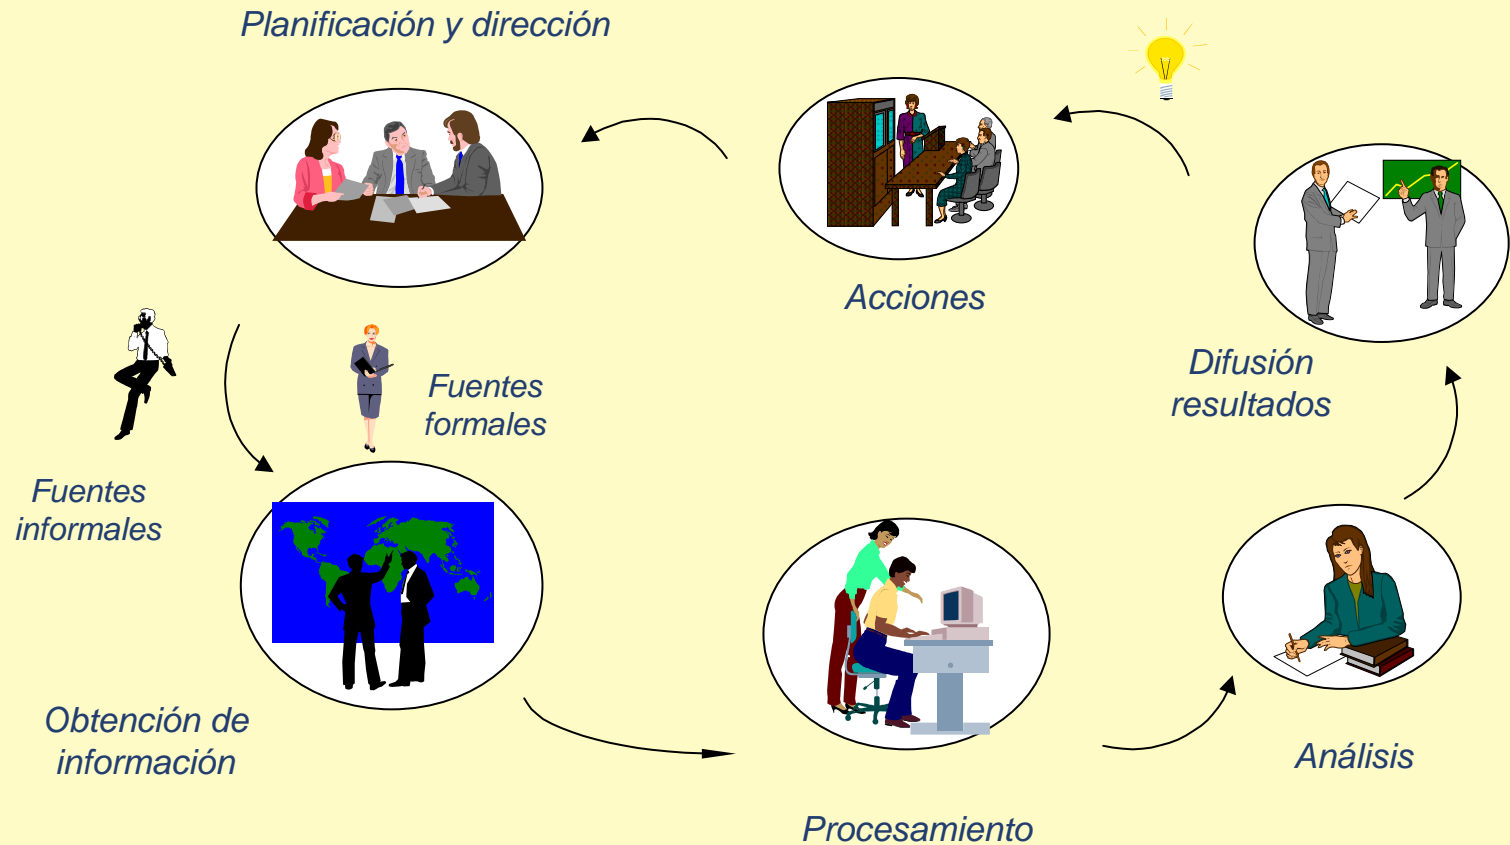 Planificación y dirección
Acciones
Difusión
resultados
Fuentes
formales
Fuentes
informales
Obtención de
información
Análisis
Procesamiento